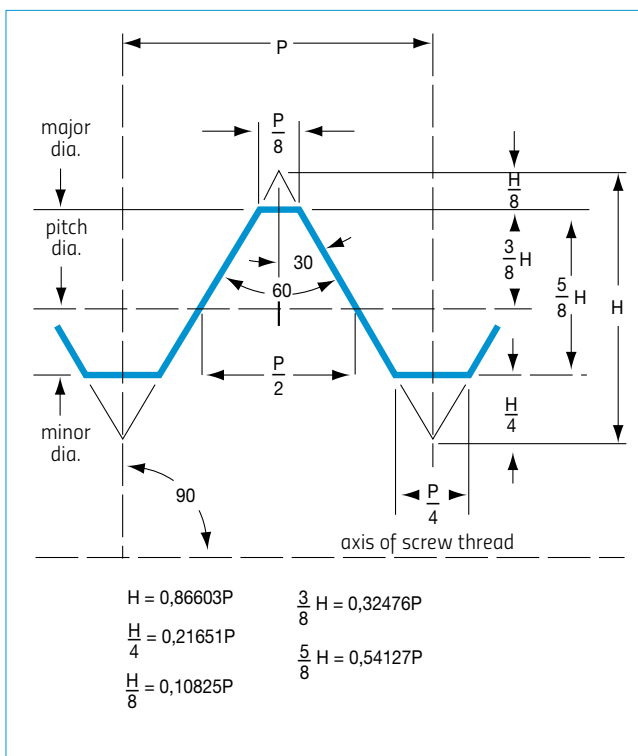 P
P
8
major
dia.
H
8
pitch
dia.
3
8
H
30
60
5
8
H
H
P
2
H
4
minor
dia.
P
4
90
axis of screw thread
H = 0,86603P
3
8
H = 0,32476P
H
4
= 0,21651P
5
8
H = 0,54127P
H
8
= 0,10825P